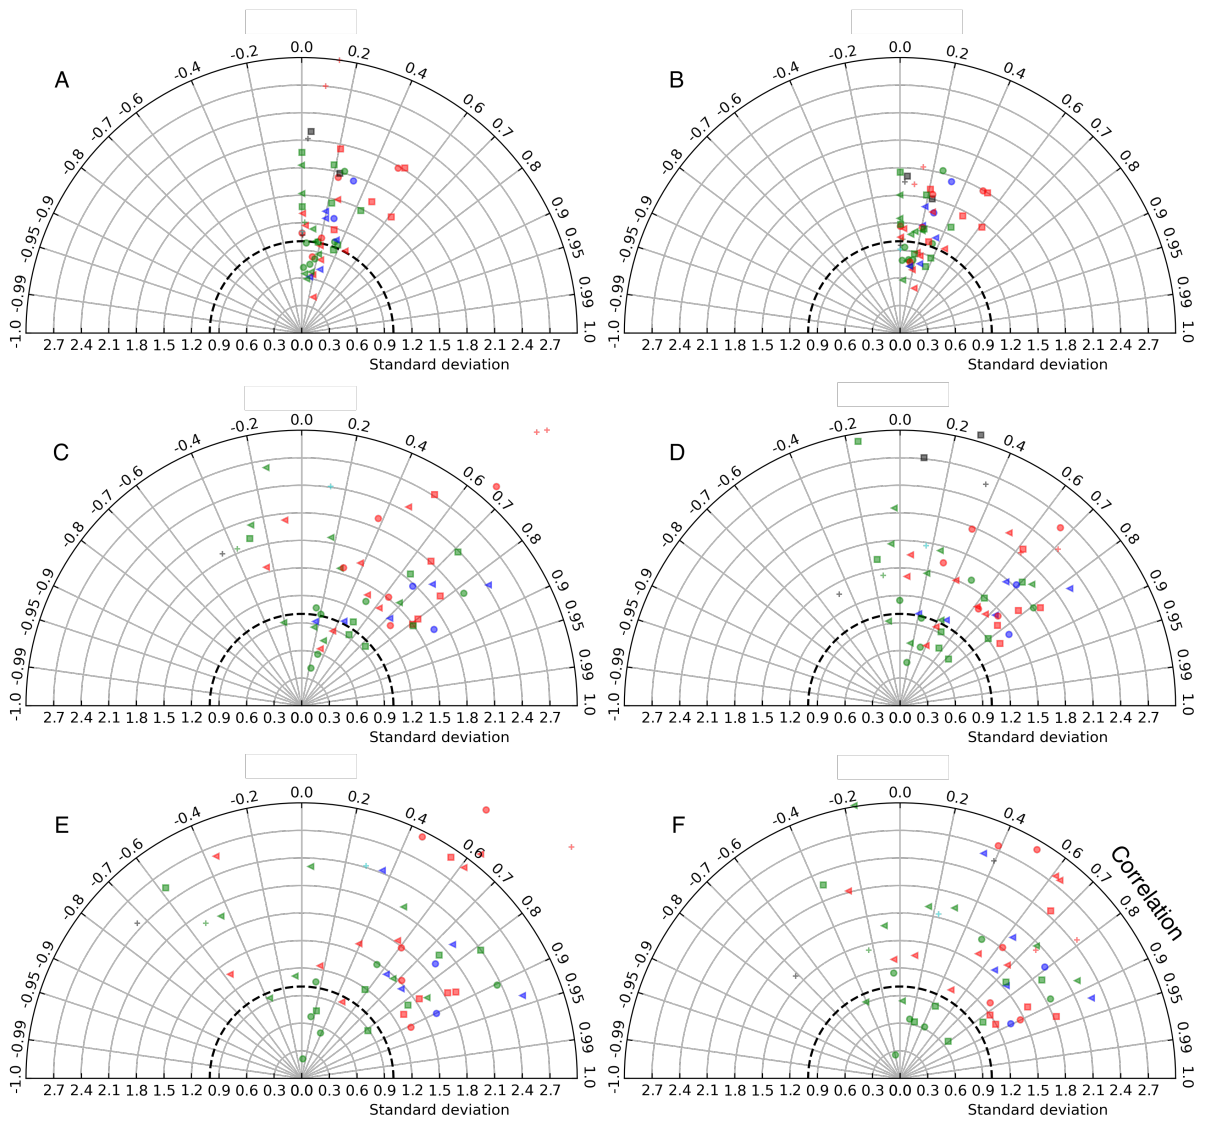 A
-1.0 -0.99 -0.95 -0.9 -0.8 -0.7 -0.6 -0.4 -0.2 0.0 0.2 0.4 0.6 0.7 0.8 0.9 0.95 0.99 1.0
2.7 2.4 2.1 1.8 1.5 1.2 0.9 0.6 0.3 0.0 0.3 0.6 0.9 1.2 1.5 1.8 2.1 2.4 2.7
Standard deviation
B
-1.0 -0.99 -0.95 -0.9 -0.8 -0.7 -0.6 -0.4 -0.2 0.0 0.2 0.4 0.6 0.7 0.8 0.9 0.95 0.99 1.0
2.7 2.4 2.1 1.8 1.5 1.2 0.9 0.6 0.3 0.0 0.3 0.6 0.9 1.2 1.5 1.8 2.1 2.4 2.7
Standard deviation
C
-1.0 -0.99 -0.95 -0.9 -0.8 -0.7 -0.6 -0.4 -0.2 0.0 0.2 0.4 0.6 0.7 0.8 0.9 0.95 0.99 1.0
2.7 2.4 2.1 1.8 1.5 1.2 0.9 0.6 0.3 0.0 0.3 0.6 0.9 1.2 1.5 1.8 2.1 2.4 2.7
Standard deviation
D
-1.0 -0.99 -0.95 -0.9 -0.8 -0.7 -0.6 -0.4 -0.2 0.0 0.2 0.4 0.6 0.7 0.8 0.9 0.95 0.99 1.0
2.7 2.4 2.1 1.8 1.5 1.2 0.9 0.6 0.3 0.0 0.3 0.6 0.9 1.2 1.5 1.8 2.1 2.4 2.7
Standard deviation
E
-1.0 -0.99 -0.95 -0.9 -0.8 -0.7 -0.6 -0.4 -0.2 0.0 0.2 0.4 0.6 0.7 0.8 0.9 0.95 0.99 1.0
2.7 2.4 2.1 1.8 1.5 1.2 0.9 0.6 0.3 0.0 0.3 0.6 0.9 1.2 1.5 1.8 2.1 2.4 2.7
Standard deviation
F
-1.0 -0.99 -0.95 -0.9 -0.8 -0.7 -0.6 -0.4 -0.2 0.0 0.2 0.4 0.6 0.7 0.8 0.9 0.95 0.99 1.0
Correlation
2.7 2.4 2.1 1.8 1.5 1.2 0.9 0.6 0.3 0.0 0.3 0.6 0.9 1.2 1.5 1.8 2.1 2.4 2.7
Standard deviation